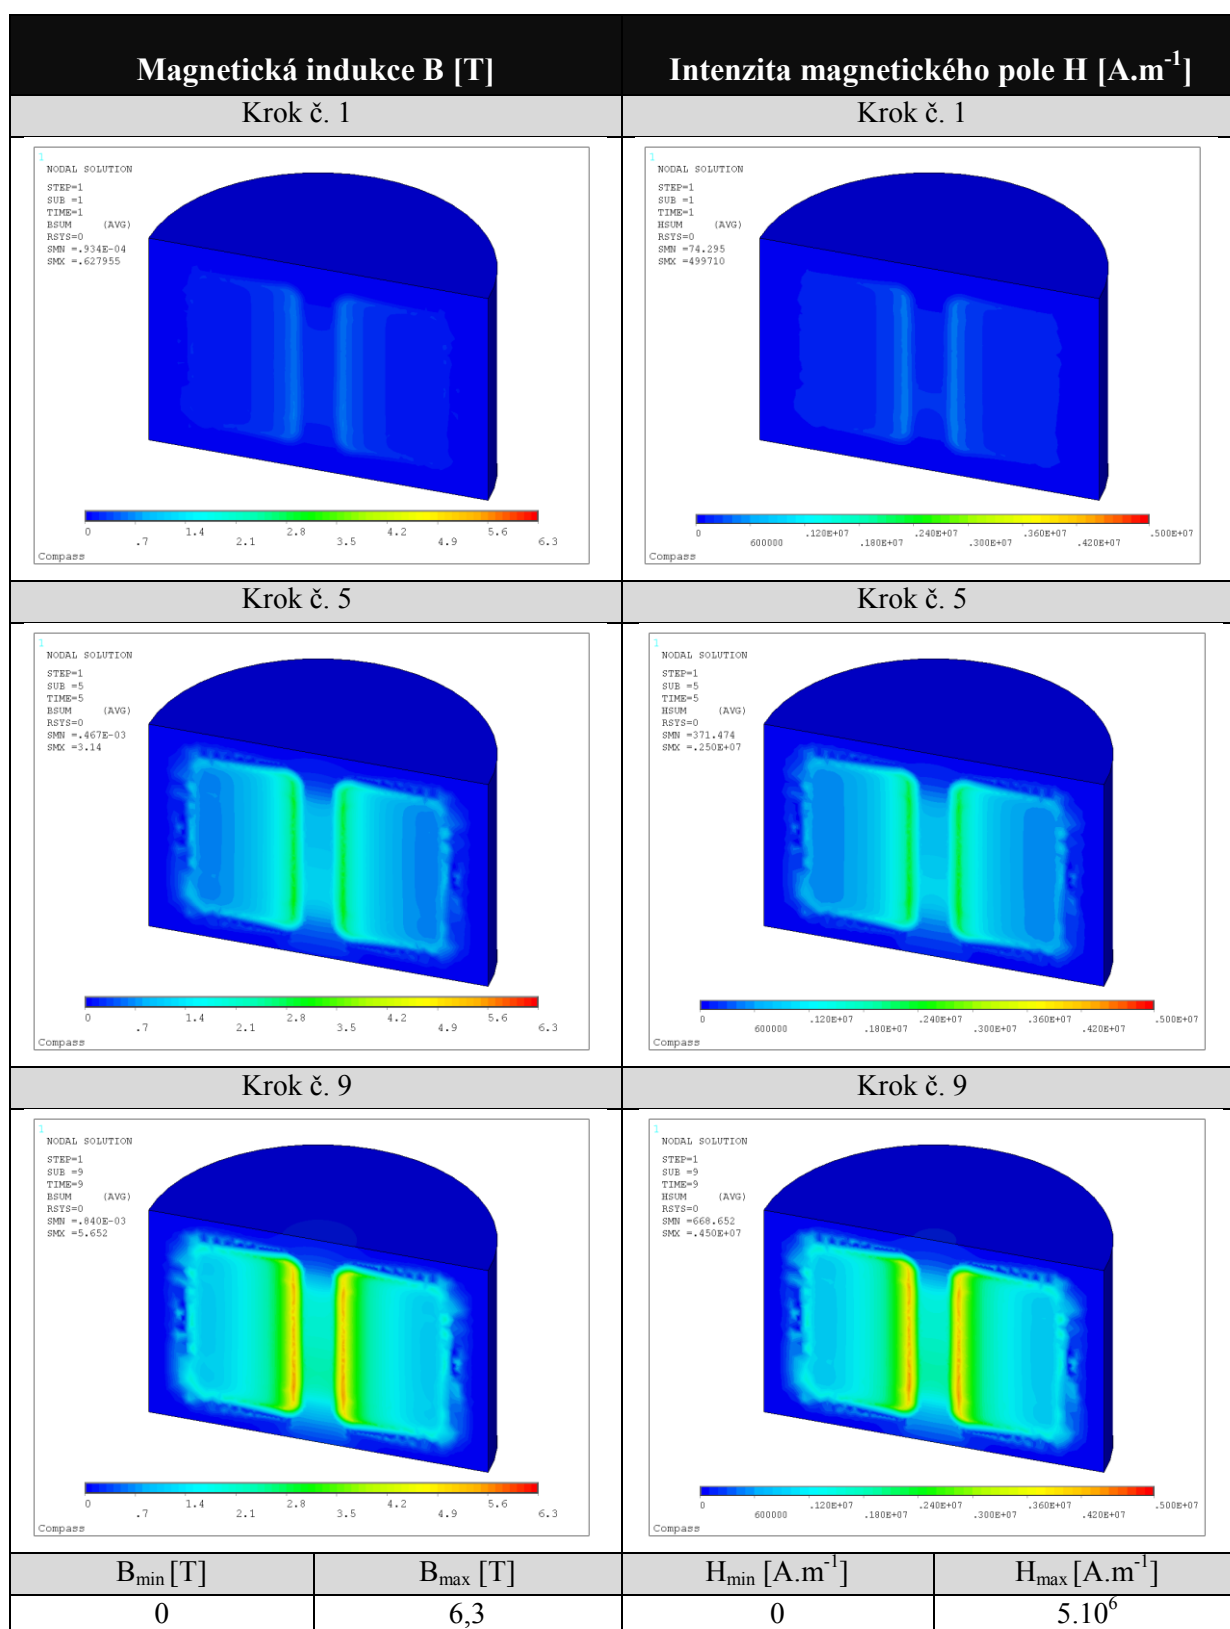 Magnetická indukce B [T]
Intenzita magnetického pole H [A.m⁻¹]
Krok č. 1
Krok č. 1
1
NODAL SOLUTION
STEP=1
SUB =1
TIME=1
BSUM (AVG)
RSYS=0
SMN =.934E-04
SMX =.627955
0 1.4 2.8 4.2 5.6
.7 2.1 3.5 4.9 6.3
Compass
1
NODAL SOLUTION
STEP=1
SUB =1
TIME=1
HSUM (AVG)
RSYS=0
SMN =74.295
SMX =499710
0 .120E+07 .240E+07 .360E+07 .500E+07
600000 .180E+07 .300E+07 .420E+07
Compass
Krok č. 5
Krok č. 5
1
NODAL SOLUTION
STEP=1
SUB =5
TIME=5
BSUM (AVG)
RSYS=0
SMN =.467E-03
SMX =3.14
0 1.4 2.8 4.2 5.6
.7 2.1 3.5 4.9 6.3
Compass
1
NODAL SOLUTION
STEP=1
SUB =5
TIME=5
HSUM (AVG)
RSYS=0
SMN =371.474
SMX =.250E+07
0 .120E+07 .240E+07 .360E+07 .500E+07
600000 .180E+07 .300E+07 .420E+07
Compass
Krok č. 9
Krok č. 9
1
NODAL SOLUTION
STEP=1
SUB =9
TIME=9
BSUM (AVG)
RSYS=0
SMN =.840E-03
SMX =5.652
0 1.4 2.8 4.2 5.6
.7 2.1 3.5 4.9 6.3
Compass
1
NODAL SOLUTION
STEP=1
SUB =9
TIME=9
HSUM (AVG)
RSYS=0
SMN =668.652
SMX =.450E+07
0 .120E+07 .240E+07 .360E+07 .500E+07
600000 .180E+07 .300E+07 .420E+07
Compass
Bmin [T] Bmax [T] Hmin [A.m⁻¹] Hmax [A.m⁻¹]
0 6,3 0 5.10⁶